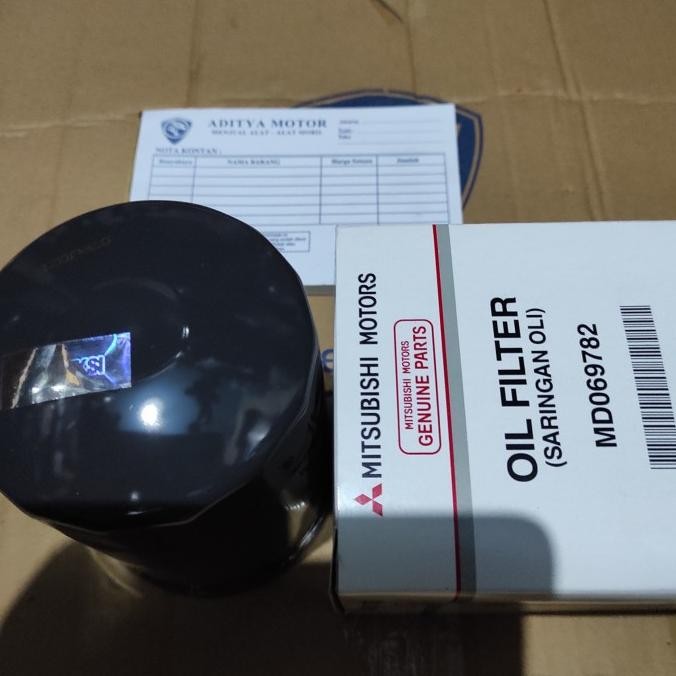 ADITYA MOTOR
MENJUAL ALAT - ALAT MOBIL
NOTA KONTAN :
Banyaknya NAMA BARANG Harga Satuan Jumlah
MITSUBISHI MOTORS
MITSUBISHI MOTORS
GENUINE PARTS
OIL FILTER
(SARINGAN OLI)
MD069782